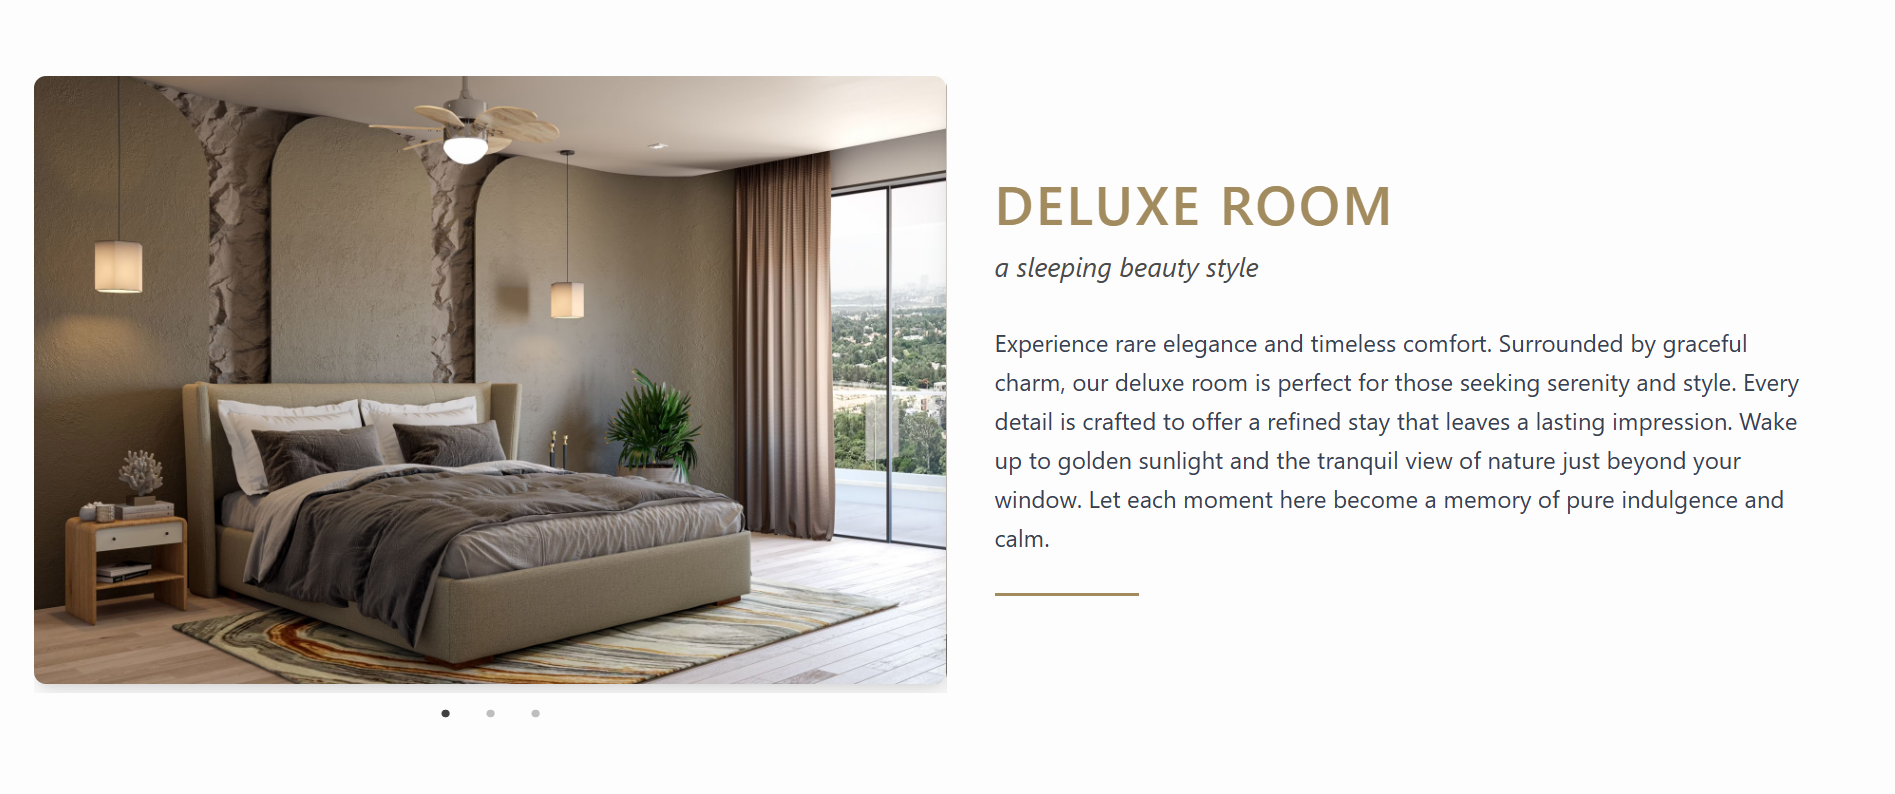 DELUXE ROOM
a sleeping beauty style
Experience rare elegance and timeless comfort. Surrounded by graceful
charm, our deluxe room is perfect for those seeking serenity and style. Every
detail is crafted to offer a refined stay that leaves a lasting impression. Wake
up to golden sunlight and the tranquil view of nature just beyond your
window. Let each moment here become a memory of pure indulgence and
calm.